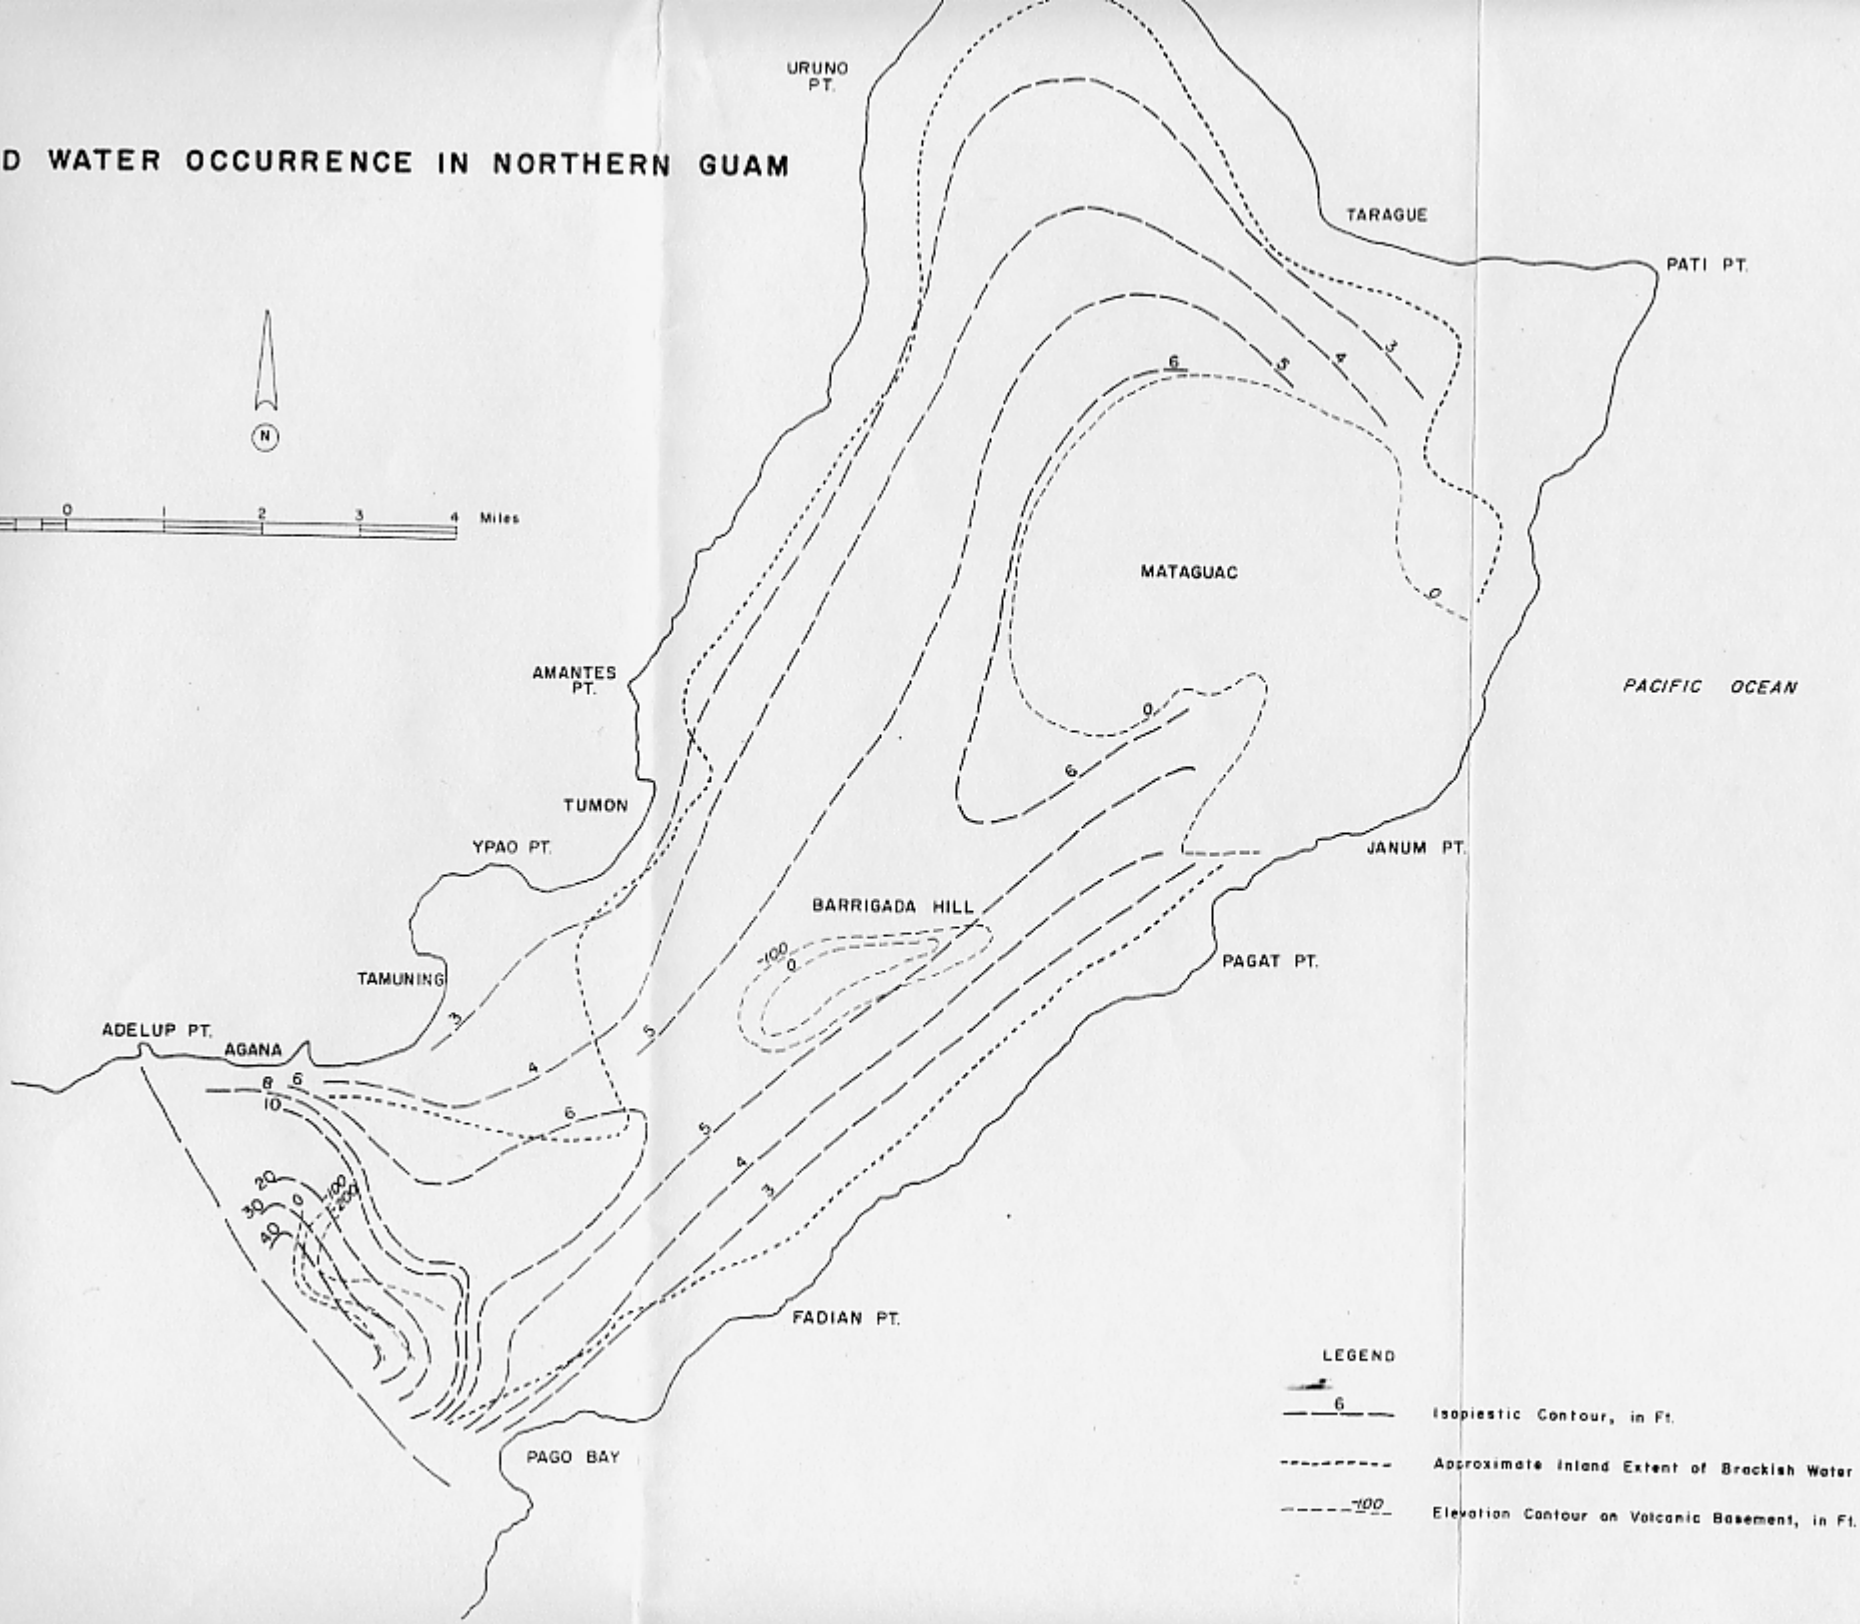 URUNO
PT.
D WATER OCCURRENCE IN NORTHERN GUAM
TARAGUE
PATI PT.
N
3
4
5
6
0 1 2 3 4 Miles
MATAGUAC
0
AMANTES
PT.
PACIFIC OCEAN
0
6
TUMON
YPAO PT.
JANUM PT.
BARRIGADA HILL
-100
0
PAGAT PT.
TAMUNING
3
5
ADELUP PT.
AGANA
4
8 6
10
6
5
4
3
20
-100
-200
30
0
40
FADIAN PT.
PAGO BAY
LEGEND
6
Isopiestic Contour, in Ft.
Approximate Inland Extent of Brackish Water
-100
Elevation Contour on Volcanic Basement, in Ft.